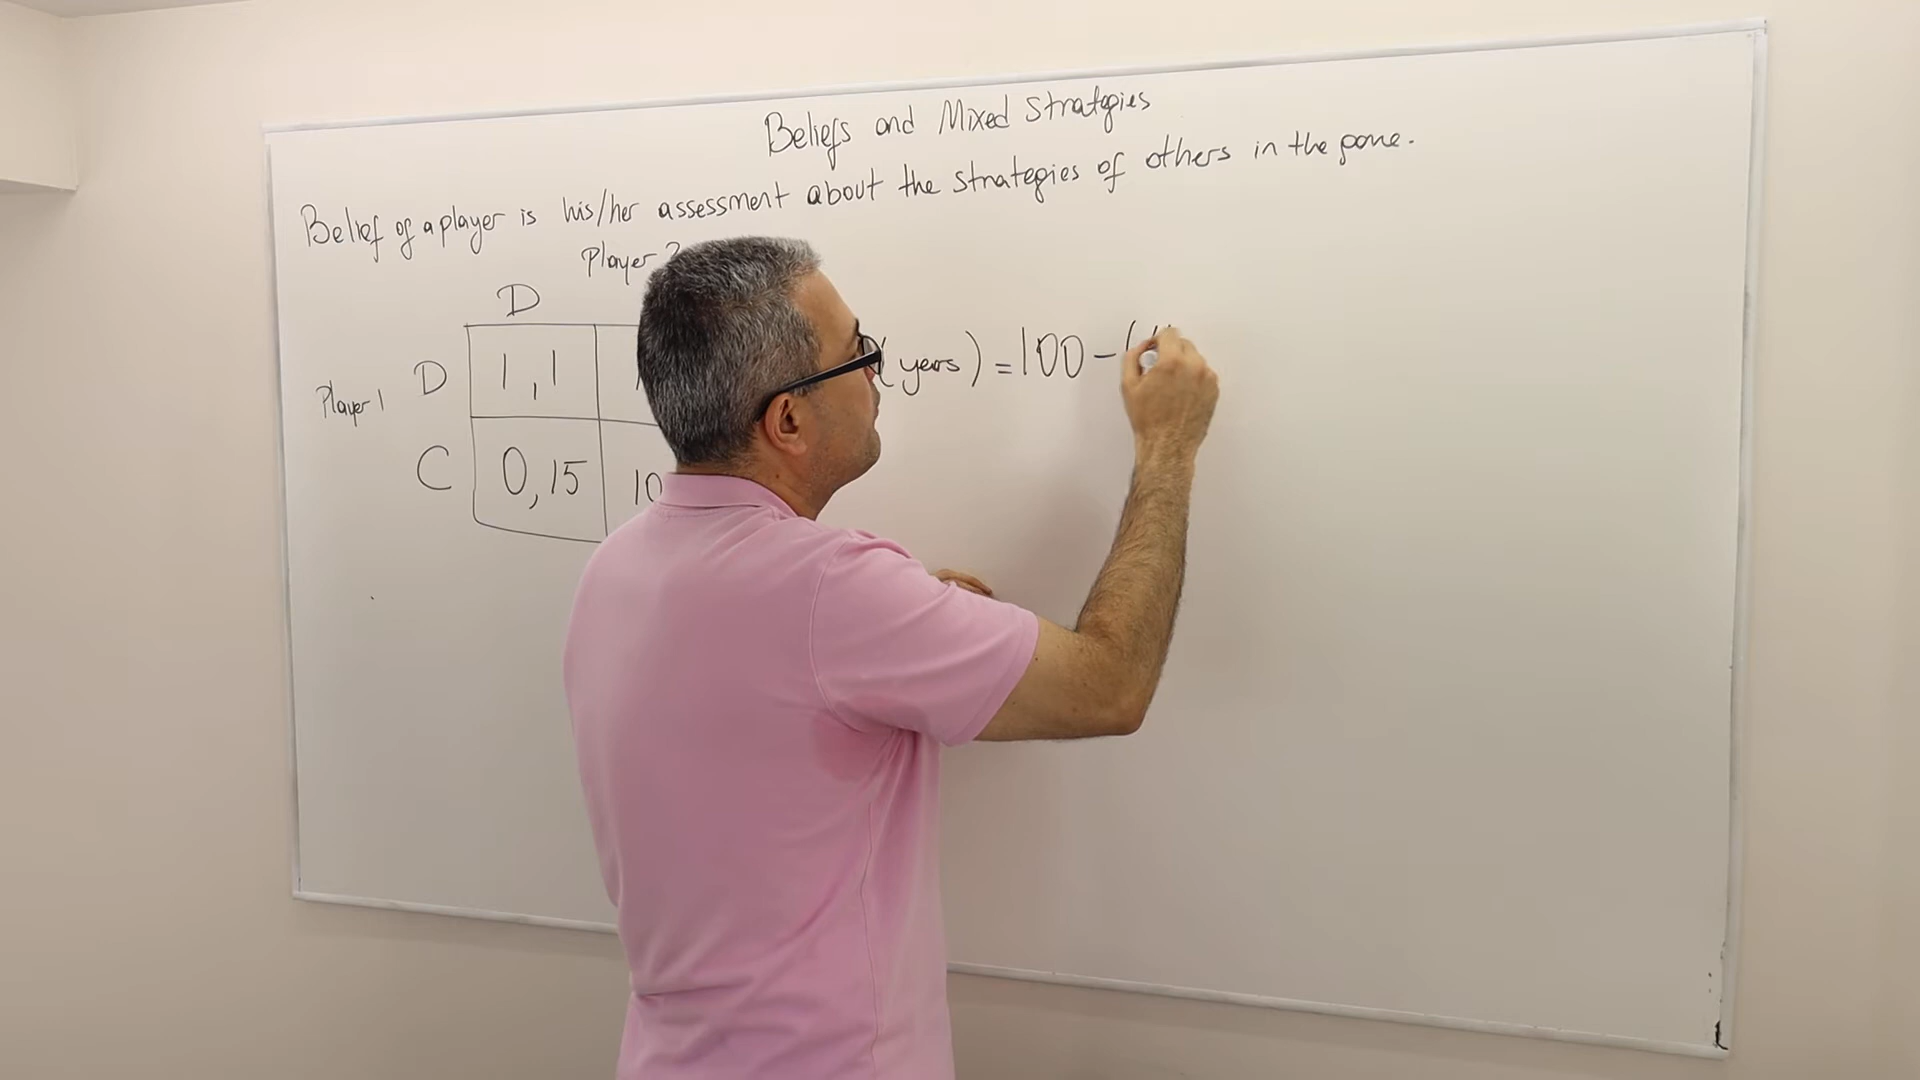 Beliefs and Mixed Strategies
Belief of a player is his/her assessment about the strategies of others in the game.
Player
D
Player 1 D 1,1
(years) = 100 - (
C 0,15 10